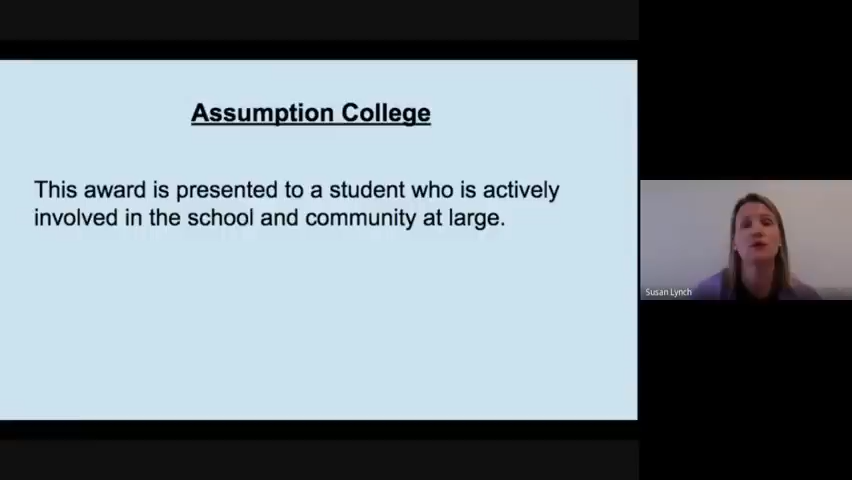 Assumption College
This award is presented to a student who is actively
involved in the school and community at large.
Susan Lynch